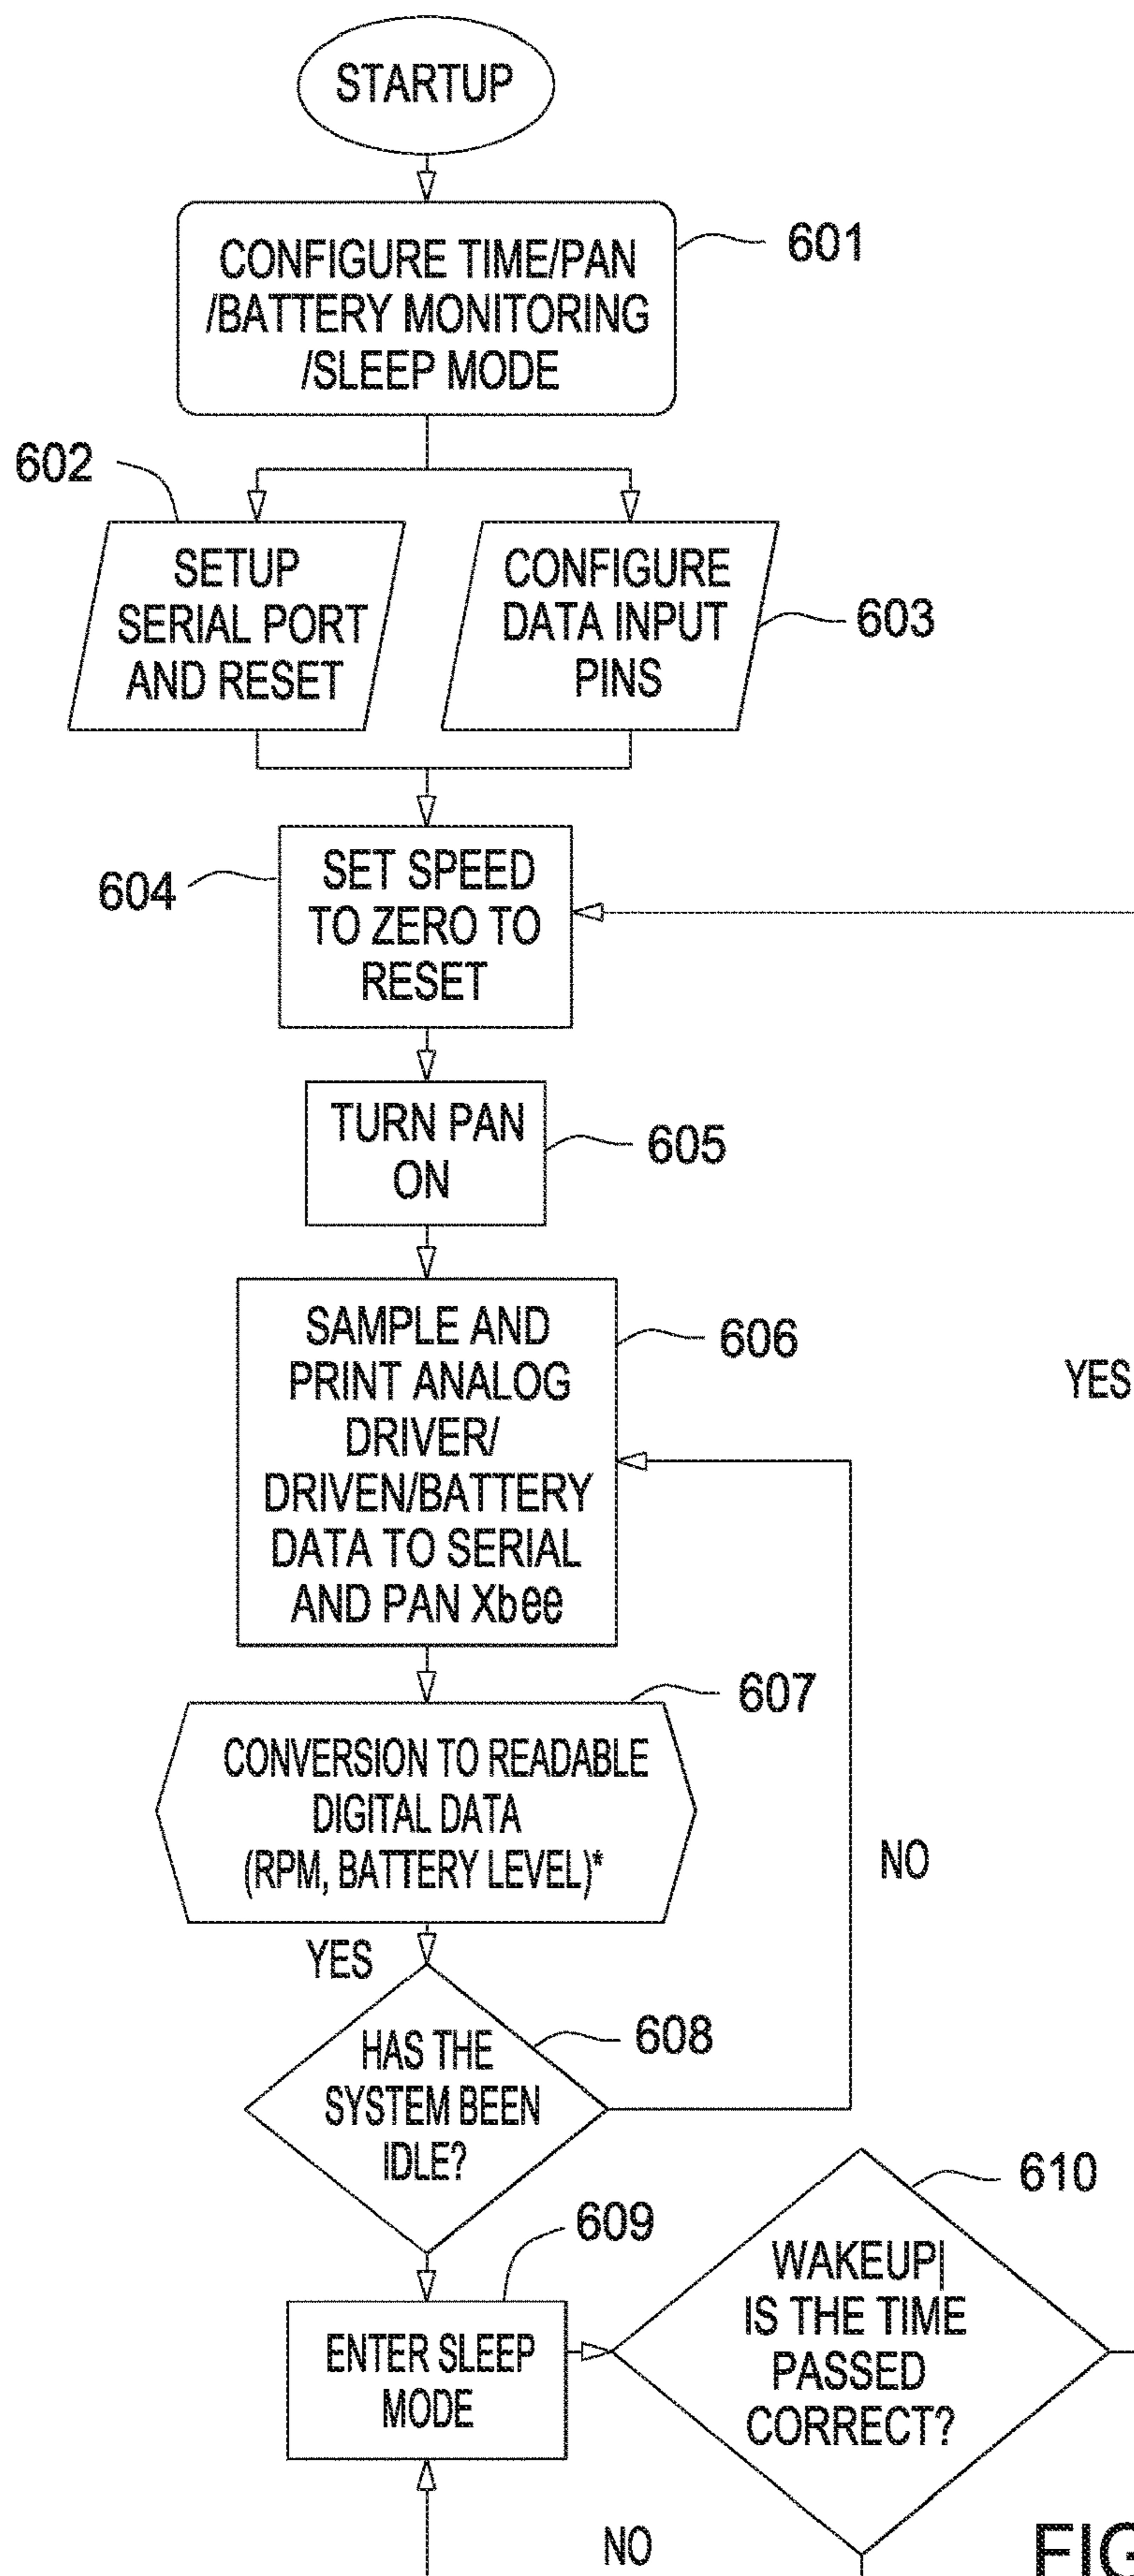 STARTUP
CONFIGURE TIME/PAN
/BATTERY MONITORING
/SLEEP MODE
601
602
SETUP
SERIAL PORT
AND RESET
CONFIGURE
DATA INPUT
PINS
603
604
SET SPEED
TO ZERO TO
RESET
TURN PAN
ON
605
SAMPLE AND
PRINT ANALOG
DRIVER/
DRIVEN/BATTERY
DATA TO SERIAL
AND PAN Xbee
606
YES
607
CONVERSION TO READABLE
DIGITAL DATA
(RPM, BATTERY LEVEL)*
NO
YES
HAS THE
SYSTEM BEEN
IDLE?
608
609
ENTER SLEEP
MODE
610
WAKEUP|
IS THE TIME
PASSED
CORRECT?
NO
FIG